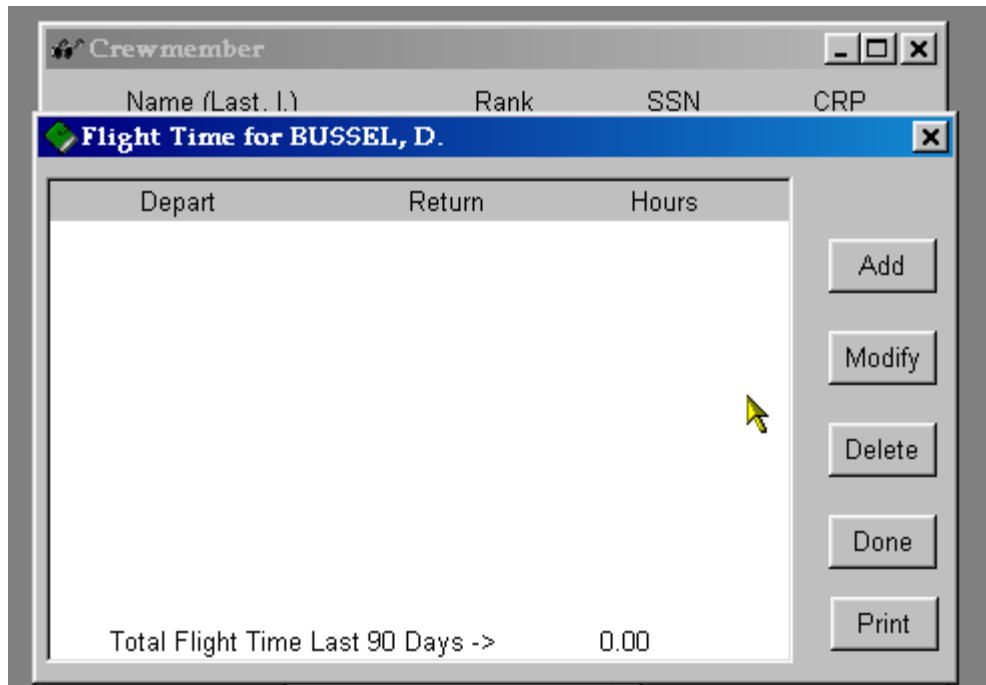 Crewmember
Name (Last. I.) Rank SSN CRP
Flight Time for BUSSEL, D.
Depart Return Hours
Add
Modify
Delete
Done
Print
Total Flight Time Last 90 Days -> 0.00